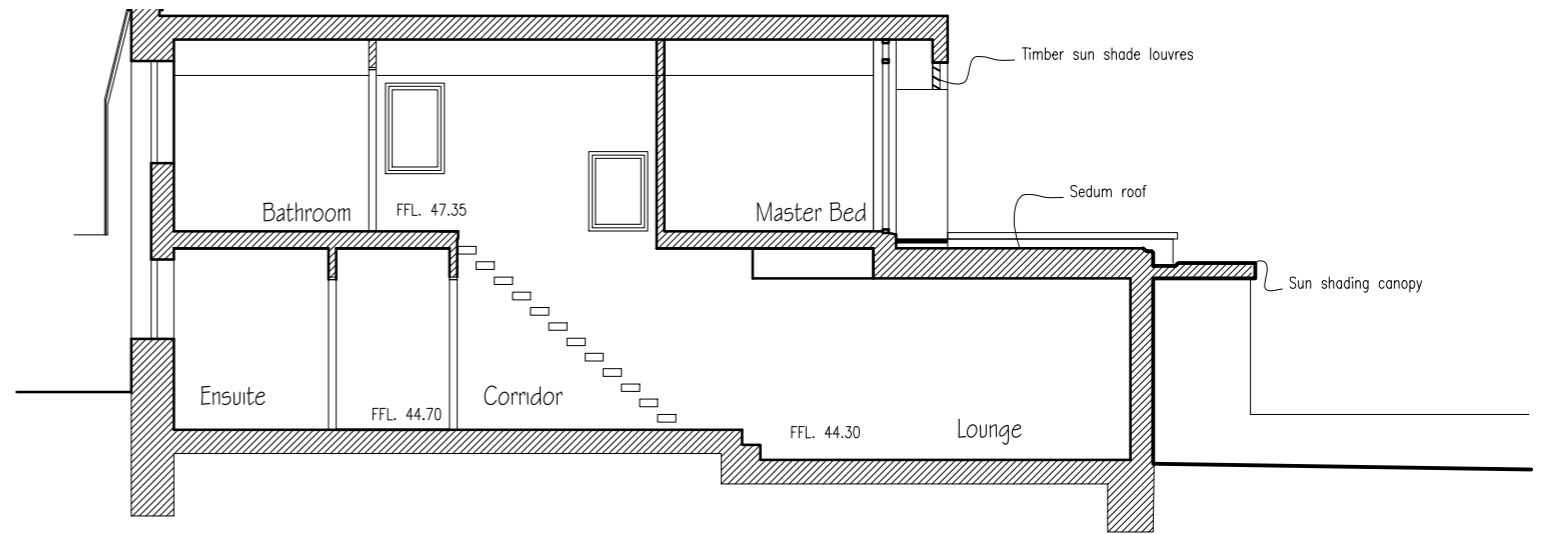 Timber sun shade louvres
Sedum roof
Bathroom
FFL. 47.35
Master Bed
Sun shading canopy
Ensuite
FFL. 44.70
Corridor
FFL. 44.30
Lounge